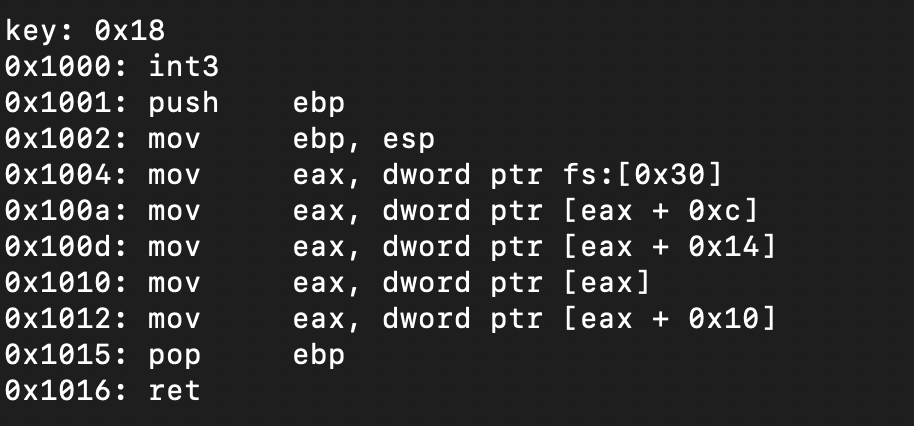 key: 0x18
0x1000: int3
0x1001: push    ebp
0x1002: mov     ebp, esp
0x1004: mov     eax, dword ptr fs:[0x30]
0x100a: mov     eax, dword ptr [eax + 0xc]
0x100d: mov     eax, dword ptr [eax + 0x14]
0x1010: mov     eax, dword ptr [eax]
0x1012: mov     eax, dword ptr [eax + 0x10]
0x1015: pop     ebp
0x1016: ret